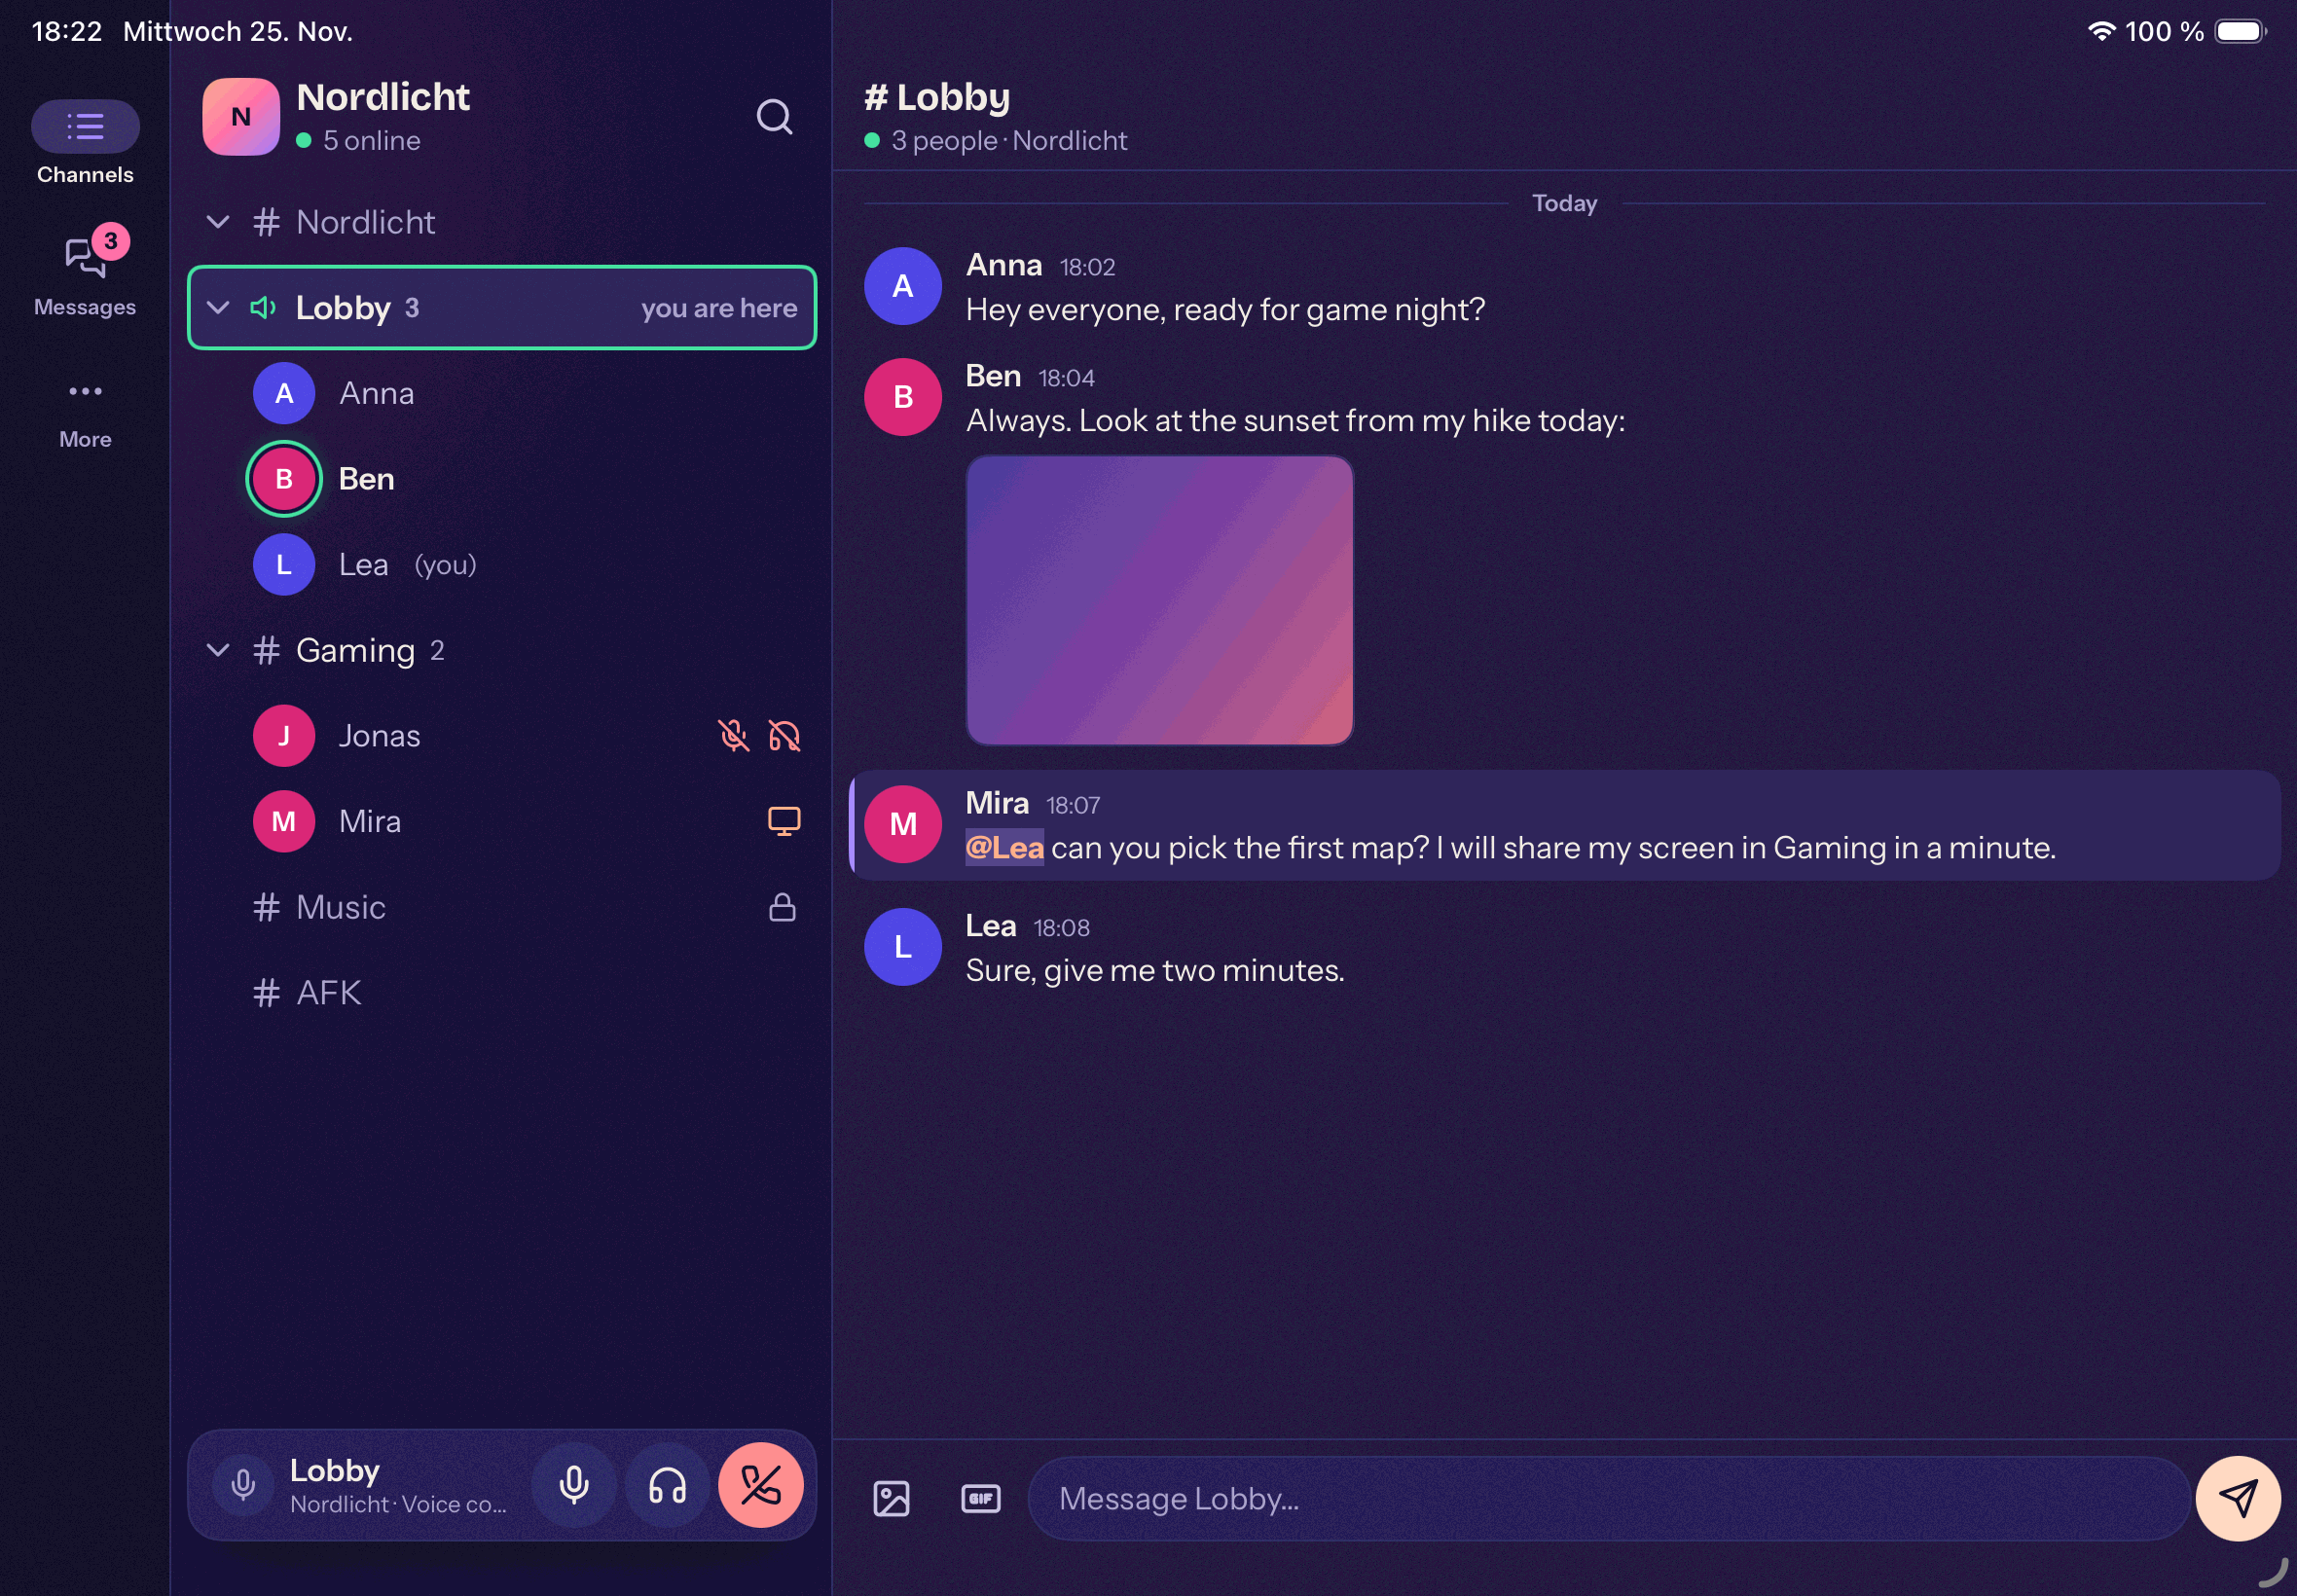 18:22 Mittwoch 25. Nov.
100 %
Channels
3
Messages
More
N
Nordlicht
5 online
# Nordlicht
Lobby 3 you are here
A Anna
B Ben
L Lea (you)
# Gaming 2
J Jonas
M Mira
# Music
# AFK
Lobby
Nordlicht · Voice co...
# Lobby
3 people · Nordlicht
Today
A
Anna 18:02
Hey everyone, ready for game night?
B
Ben 18:04
Always. Look at the sunset from my hike today:
M
Mira 18:07
@Lea can you pick the first map? I will share my screen in Gaming in a minute.
L
Lea 18:08
Sure, give me two minutes.
GIF
Message Lobby...